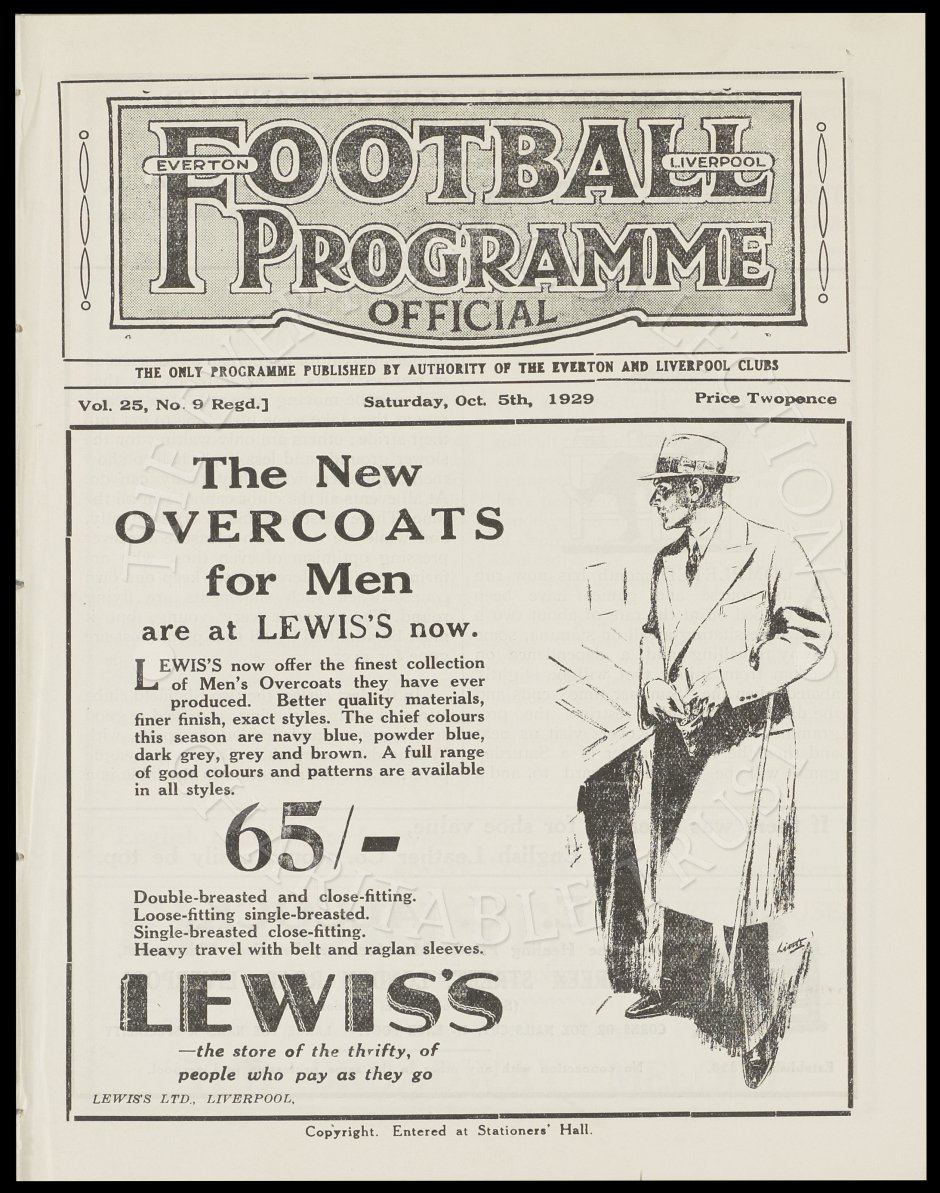 FOOTBALL
EVERTON
LIVERPOOL
PROGRAMME
OFFICIAL
THE ONLY PROGRAMME PUBLISHED BY AUTHORITY OF THE EVERTON AND LIVERPOOL CLUBS
Vol. 25, No. 9 Regd.] Saturday, Oct. 5th, 1929 Price Twopence
The New
OVERCOATS
for Men
are at LEWIS'S now.
LEWIS'S now offer the finest collection
of Men's Overcoats they have ever
produced. Better quality materials,
finer finish, exact styles. The chief colours
this season are navy blue, powder blue,
dark grey, grey and brown. A full range
of good colours and patterns are available
in all styles.
65/-
Double-breasted and close-fitting.
Loose-fitting single-breasted.
Single-breasted close-fitting.
Heavy travel with belt and raglan sleeves.
LEWIS'S
—the store of the thrifty, of
people who pay as they go
LEWIS'S LTD., LIVERPOOL.
Copyright. Entered at Stationers' Hall.
THE EVERTON COLLECTION
CHARITABLE TRUST